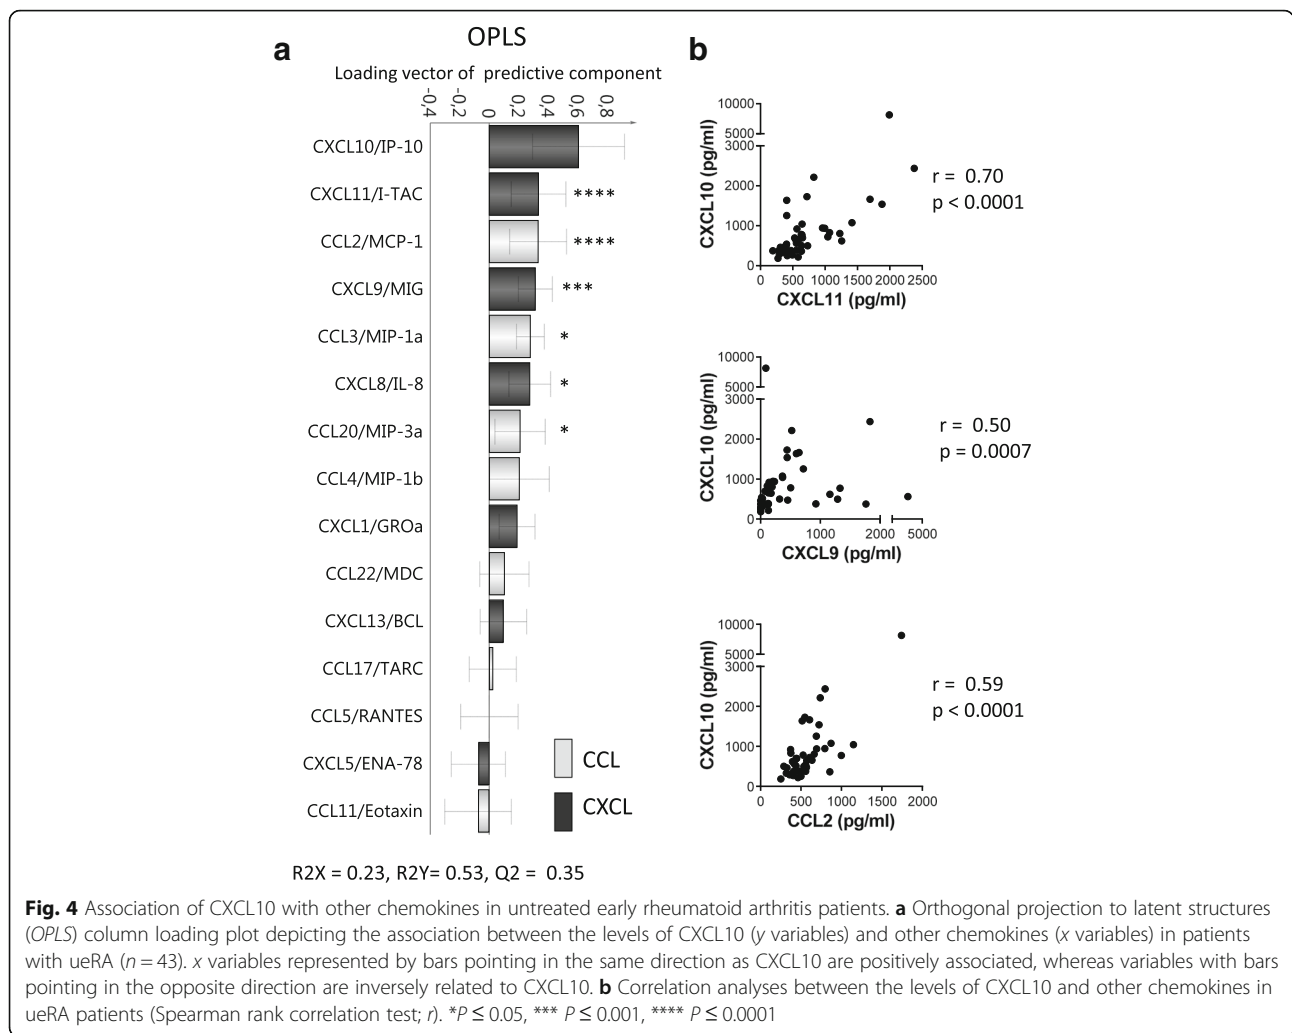 a
OPLS
Loading vector of predictive component
-0,4 -0,2 0 0,2 0,4 0,6 0,8
CXCL10/IP-10
CXCL11/I-TAC ****
CCL2/MCP-1 ****
CXCL9/MIG ***
CCL3/MIP-1a *
CXCL8/IL-8 *
CCL20/MIP-3a *
CCL4/MIP-1b
CXCL1/GROa
CCL22/MDC
CXCL13/BCL
CCL17/TARC
CCL5/RANTES
CXCL5/ENA-78
CCL11/Eotaxin
CCL
CXCL
R2X = 0.23, R2Y= 0.53, Q2 = 0.35
b
CXCL10 (pg/ml)
10000
5000
3000
2000
1000
0
0 500 1000 1500 2000 2500
CXCL11 (pg/ml)
r = 0.70
p < 0.0001
CXCL10 (pg/ml)
10000
5000
3000
2000
1000
0
0 1000 2000 5000
CXCL9 (pg/ml)
r = 0.50
p = 0.0007
CXCL10 (pg/ml)
10000
5000
3000
2000
1000
0
0 500 1000 1500 2000
CCL2 (pg/ml)
r = 0.59
p < 0.0001
Fig. 4 Association of CXCL10 with other chemokines in untreated early rheumatoid arthritis patients. a Orthogonal projection to latent structures
(OPLS) column loading plot depicting the association between the levels of CXCL10 (y variables) and other chemokines (x variables) in patients
with ueRA (n = 43). x variables represented by bars pointing in the same direction as CXCL10 are positively associated, whereas variables with bars
pointing in the opposite direction are inversely related to CXCL10. b Correlation analyses between the levels of CXCL10 and other chemokines in
ueRA patients (Spearman rank correlation test; r). *P ≤ 0.05, *** P ≤ 0.001, **** P ≤ 0.0001